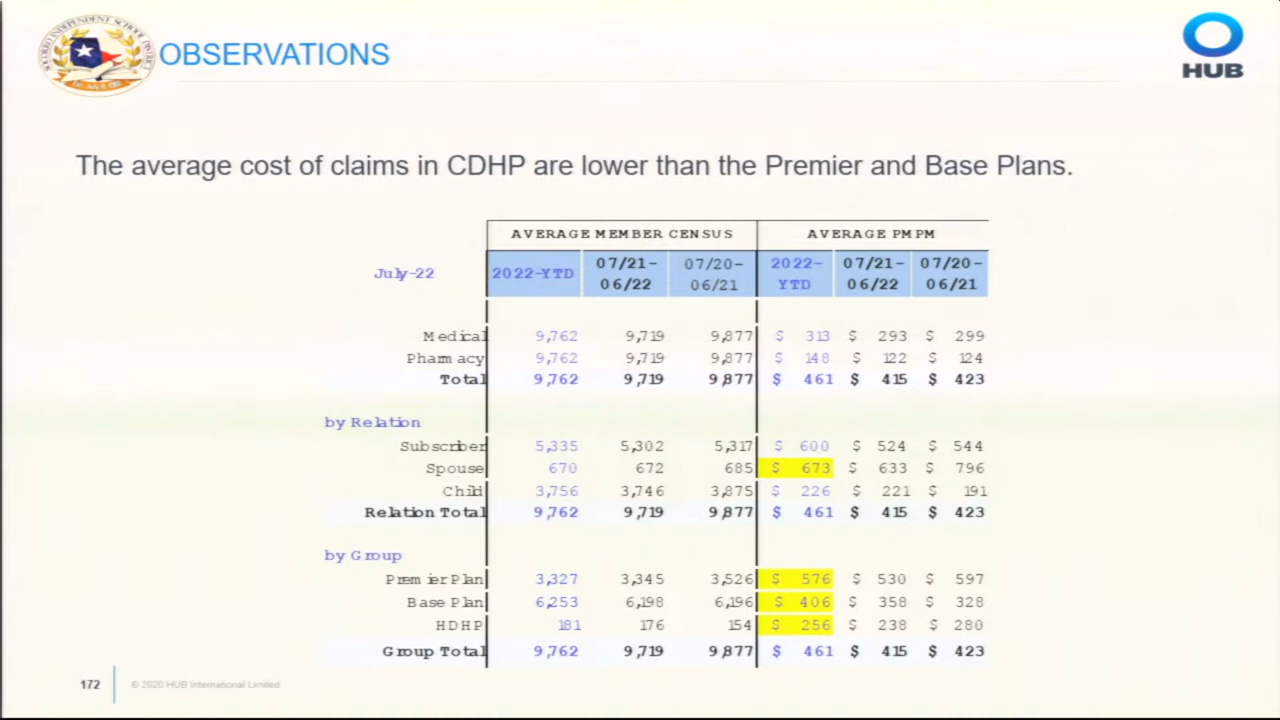 SOCORRO INDEPENDENT SCHOOL DISTRICT
OBSERVATIONS
HUB
The average cost of claims in CDHP are lower than the Premier and Base Plans.
AVERAGE MEMBER CENSUS AVERAGE PMPM
July-22 2022-YTD 07/21-06/22 07/20-06/21 2022-YTD 07/21-06/22 07/20-06/21
Medical 9,762 9,719 9,877 $ 313 $ 293 $ 299
Pharmacy 9,762 9,719 9,877 $ 148 $ 122 $ 124
Total 9,762 9,719 9,877 $ 461 $ 415 $ 423
by Relation
Subscriber 5,335 5,302 5,317 $ 600 $ 524 $ 544
Spouse 670 672 685 $ 673 $ 633 $ 796
Child 3,756 3,746 3,875 $ 226 $ 221 $ 191
Relation Total 9,762 9,719 9,877 $ 461 $ 415 $ 423
by Group
Premier Plan 3,327 3,345 3,526 $ 576 $ 530 $ 597
Base Plan 6,253 6,198 6,196 $ 406 $ 358 $ 328
HDHP 181 176 154 $ 256 $ 238 $ 280
Group Total 9,762 9,719 9,877 $ 461 $ 415 $ 423
172 © 2020 HUB International Limited.